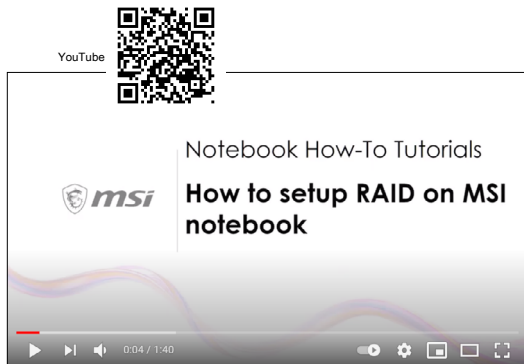 YouTube
Notebook How-To Tutorials
msi
How to setup RAID on MSI
notebook
0:04 / 1:40